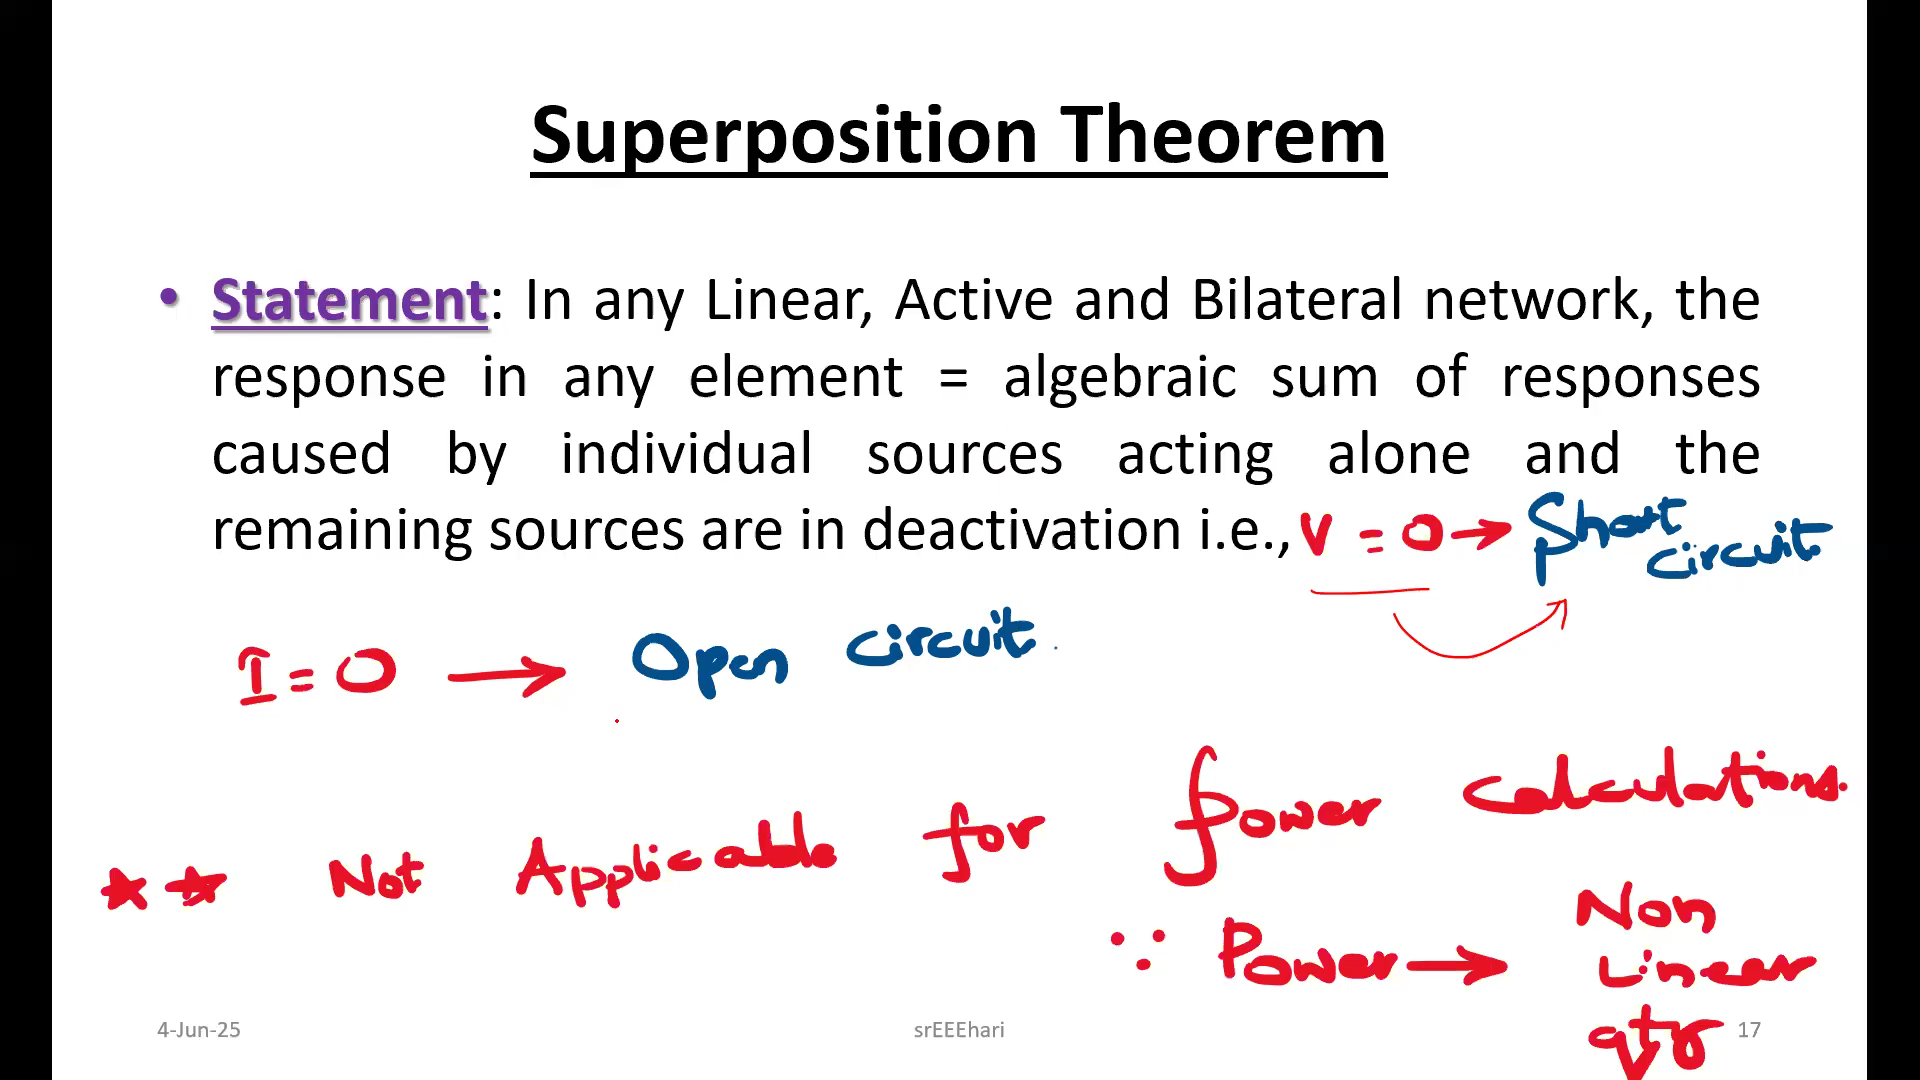 Superposition Theorem
• Statement: In any Linear, Active and Bilateral network, the
response in any element = algebraic sum of responses
caused by individual sources acting alone and the
remaining sources are in deactivation i.e., V = 0 → Short circuit.
I = 0 → Open circuit.
★★ Not Applicable for power calculations.
∵ Power → Non
Linear
qty
4-Jun-25 srEEEhari 17